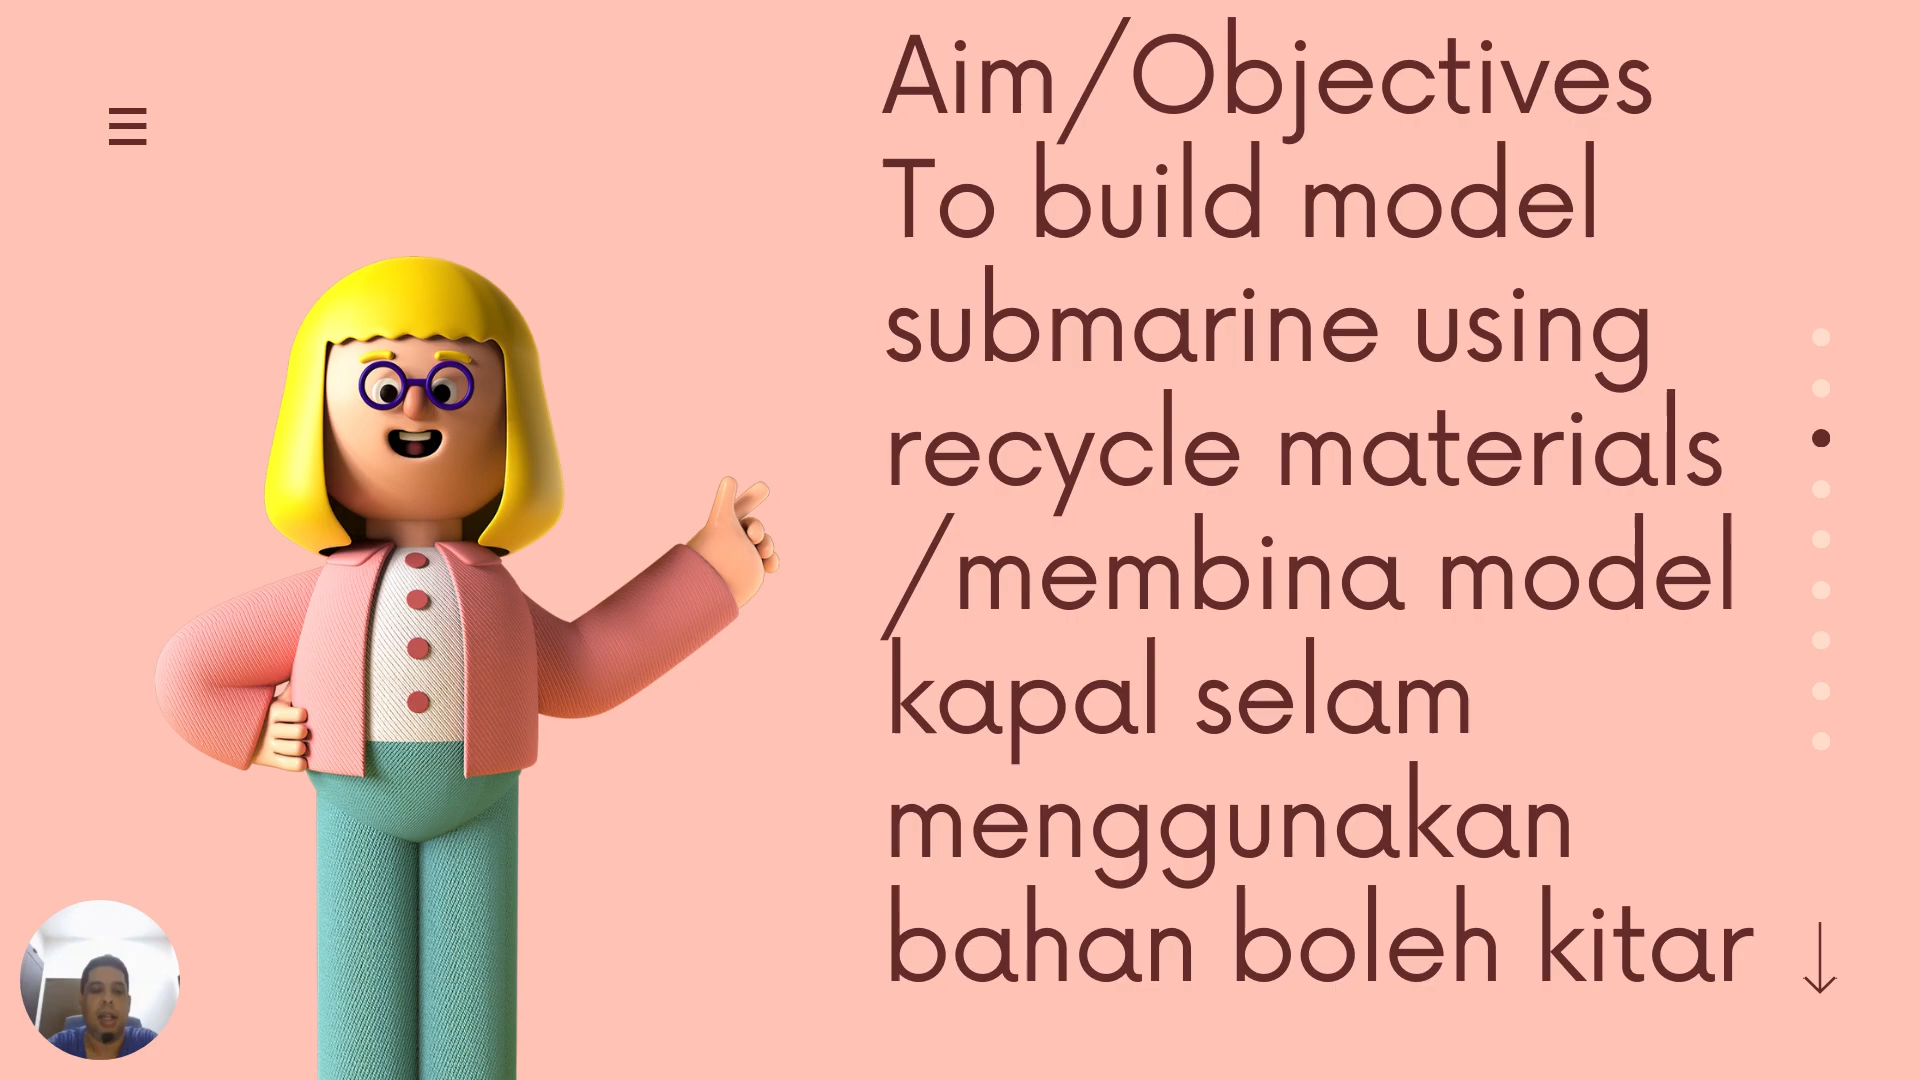 Aim/Objectives
To build model
submarine using
recycle materials
/membina model
kapal selam
menggunakan
bahan boleh kitar